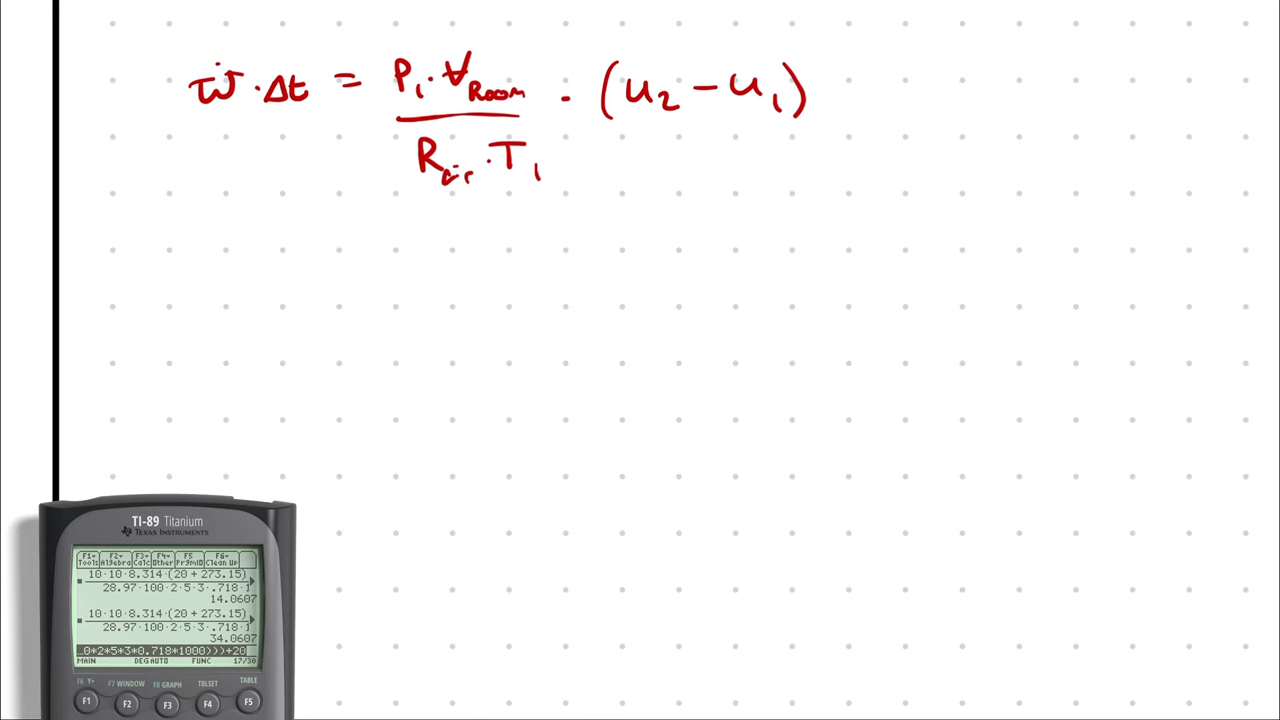 ẇ · Δt = P₁ · ∀Room / (Rair · T₁) · (u₂ − u₁)
TI-89 Titanium
TEXAS INSTRUMENTS
F1 F2 F3 F4 F5 F6
Tools Algebra Calc Other PrgmIO Clean Up
10·10·8.314·(20 + 273.15)
28.97·100·2·5·3·.718·1
14.0607
10·10·8.314·(20 + 273.15)
28.97·100·2·5·3·.718·1
34.0607
…0*2*5*3*0.718*1000)))+20
MAIN DEG AUTO FUNC 17/30
F6 Y= F7 WINDOW F8 GRAPH TBLSET TABLE
F1 F2 F3 F4 F5